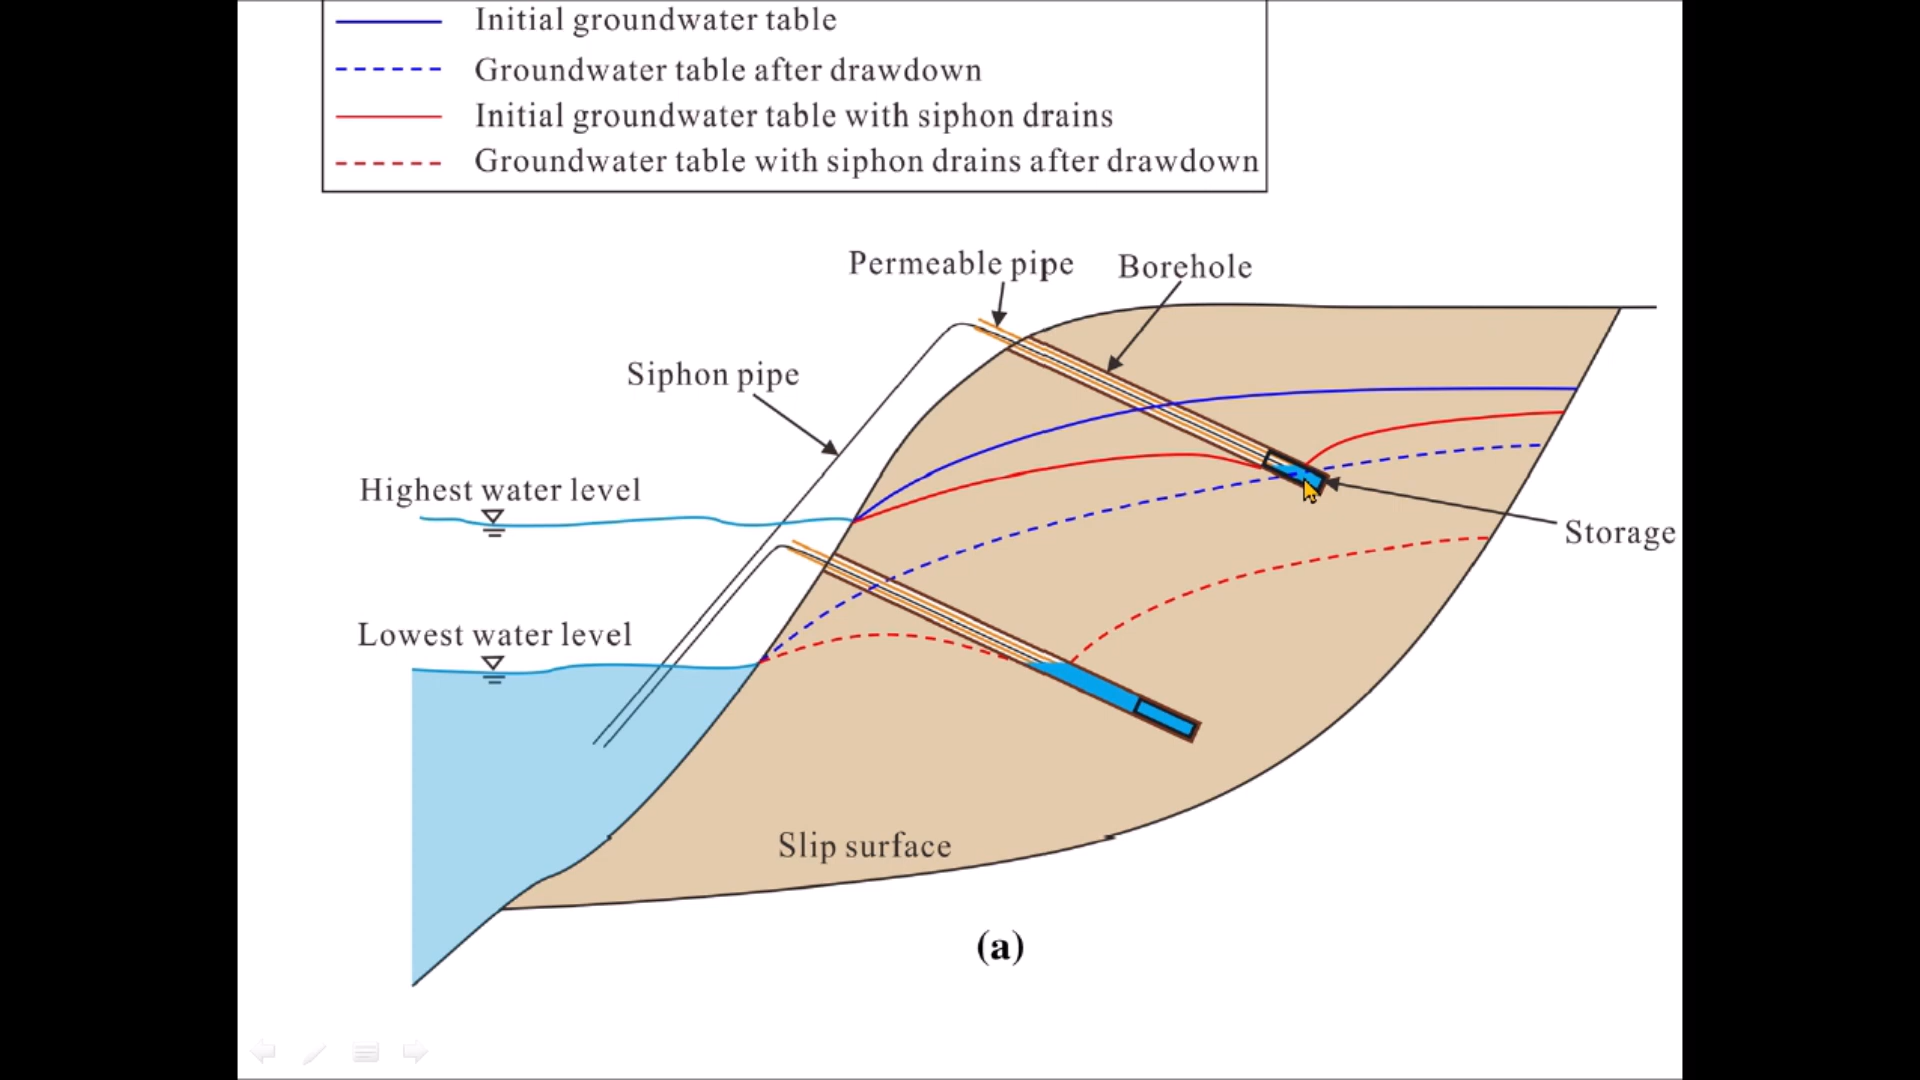 Initial groundwater table
Groundwater table after drawdown
Initial groundwater table with siphon drains
Groundwater table with siphon drains after drawdown
Permeable pipe
Borehole
Siphon pipe
Highest water level
Storage
Lowest water level
Slip surface
(a)